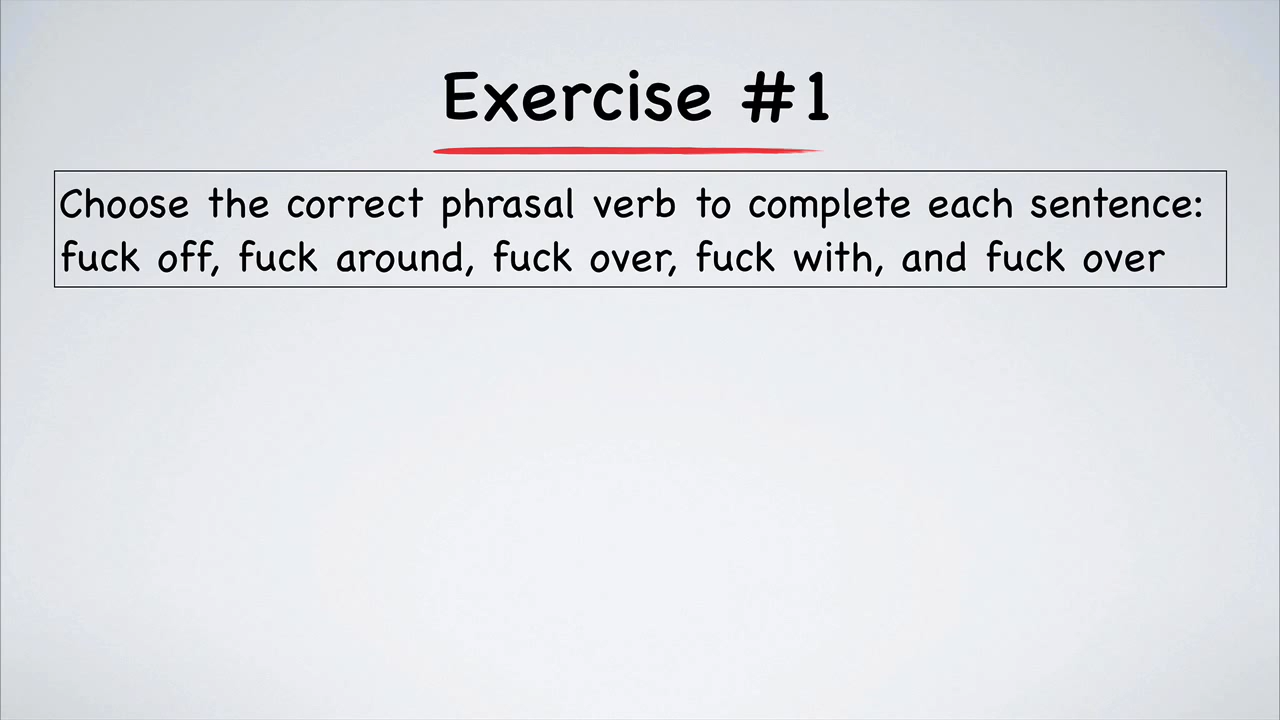 Exercise #1
Choose the correct phrasal verb to complete each sentence:
fuck off, fuck around, fuck over, fuck with, and fuck over